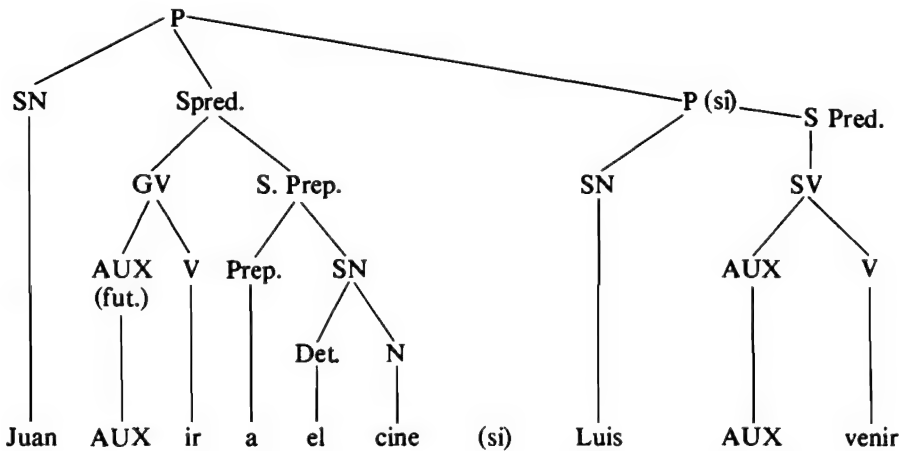 P
SN Spred. P (si) S Pred.
GV S. Prep. SN SV
AUX V Prep. SN AUX V
(fut.)
Det. N
Juan AUX ir a el cine (si) Luis AUX venir